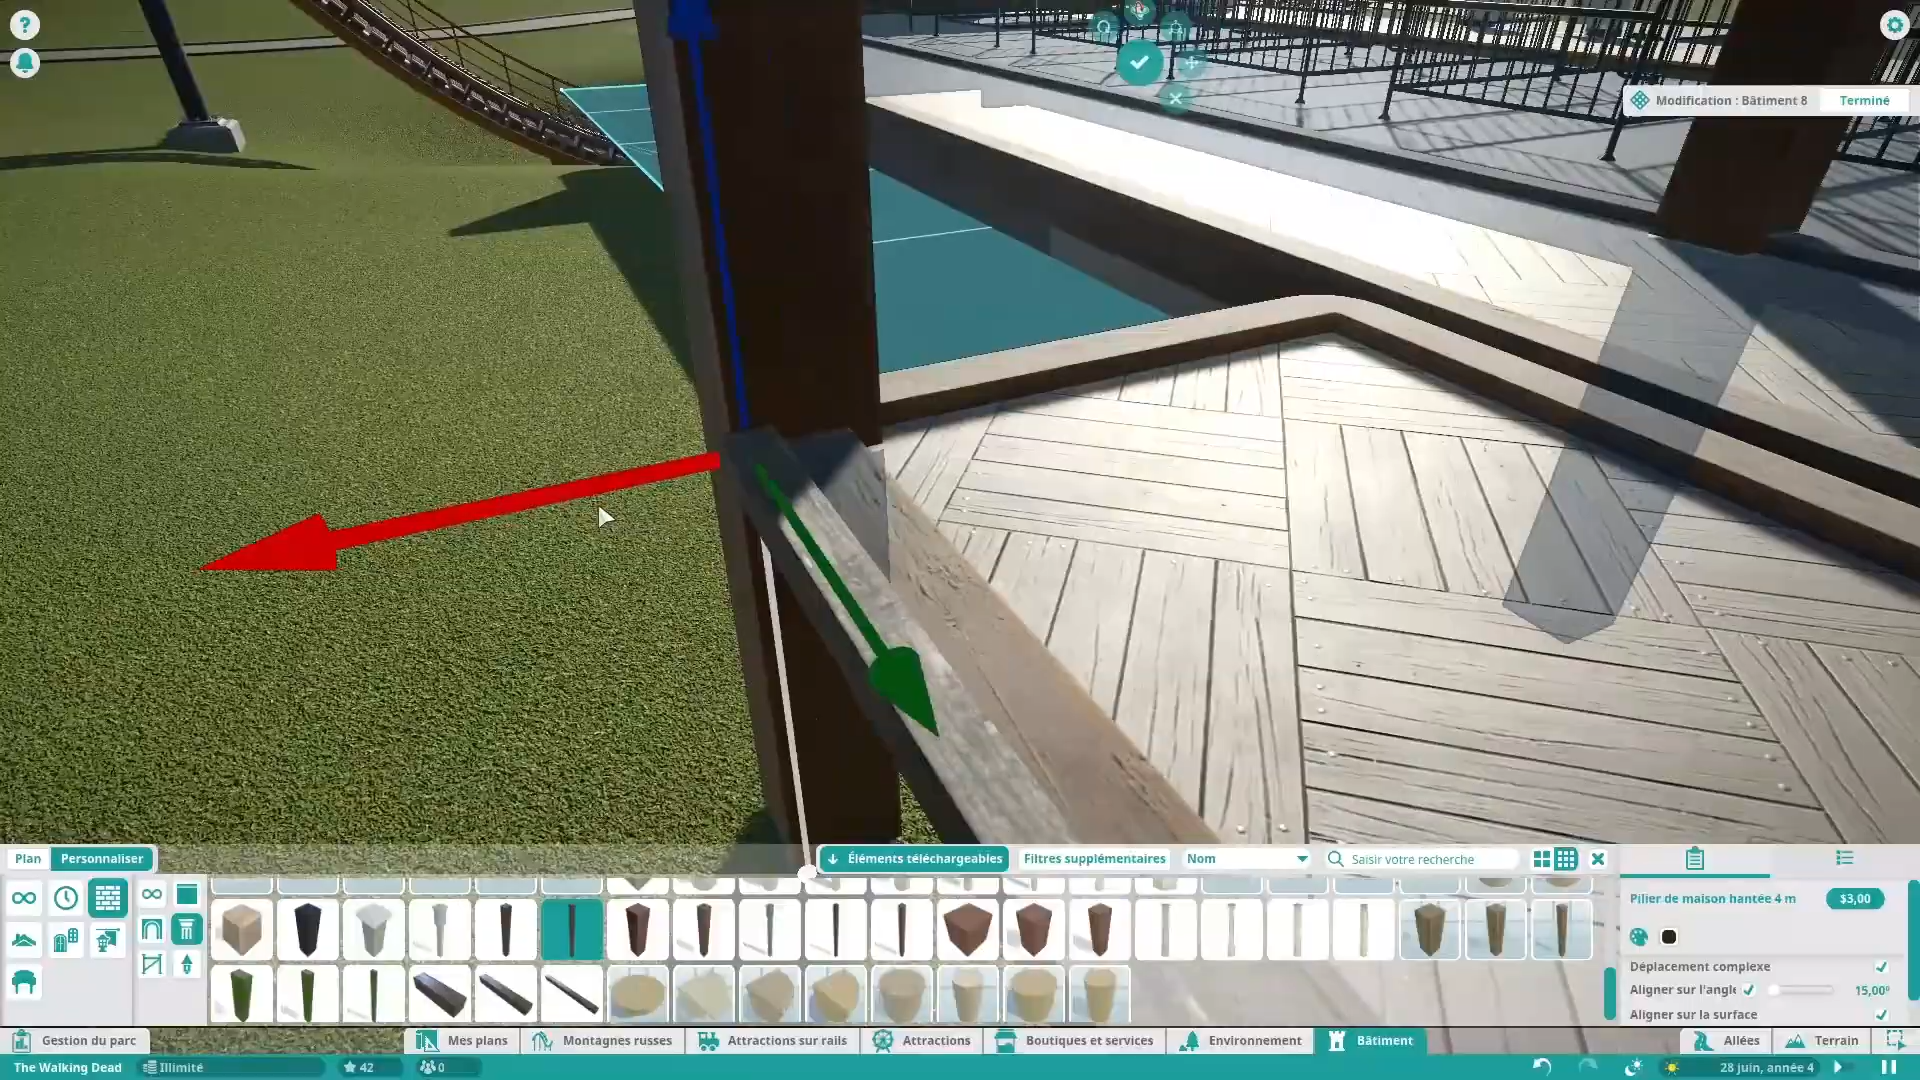 ?
Modification : Bâtiment 8
Terminé
Plan
Personnaliser
Éléments téléchargeables
Filtres supplémentaires
Nom
Saisir votre recherche
Pilier de maison hantée 4 m
$3,00
Déplacement complexe
Aligner sur l'angle
15,00º
Aligner sur la surface
Gestion du parc
Mes plans
Montagnes russes
Attractions sur rails
Attractions
Boutiques et services
Environnement
Bâtiment
Allées
Terrain
The Walking Dead
Illimité
42
0
28 juin, année 4